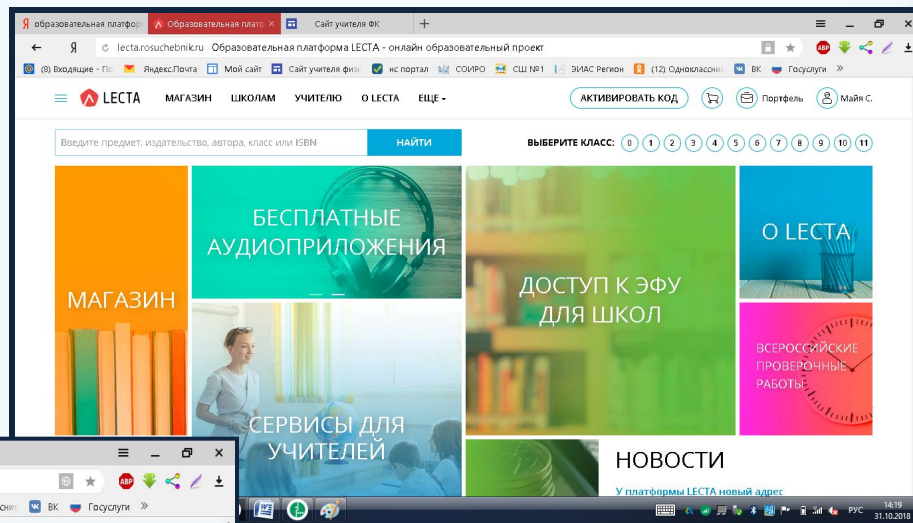 Я образовательная платфор
Образовательная платф ×
Сайт учителя ФК
+
Я lecta.rosuchebnik.ru Образовательная платформа LECTA - онлайн образовательный проект
ABP
(8) Входящие - По Яндекс.Почта Мой сайт Сайт учителя физи нс портал СОИРО СШ №1 ЭИАС Регион (12) Одноклассни ВК Госуслуги »
LECTA МАГАЗИН ШКОЛАМ УЧИТЕЛЮ О LECTA ЕЩЕ АКТИВИРОВАТЬ КОД Портфель Майя С.
Введите предмет, издательство, автора, класс или ISBN НАЙТИ ВЫБЕРИТЕ КЛАСС: 0 1 2 3 4 5 6 7 8 9 10 11
МАГАЗИН
БЕСПЛАТНЫЕ
АУДИОПРИЛОЖЕНИЯ
СЕРВИСЫ ДЛЯ
УЧИТЕЛЕЙ
ДОСТУП К ЭФУ
ДЛЯ ШКОЛ
О LECTA
ВСЕРОССИЙСКИЕ
ПРОВЕРОЧНЫЕ
РАБОТЫ
НОВОСТИ
У платформы LECTA новый адрес
ABP
ВК Госуслуги »
РУС 14:19
31.10.2018